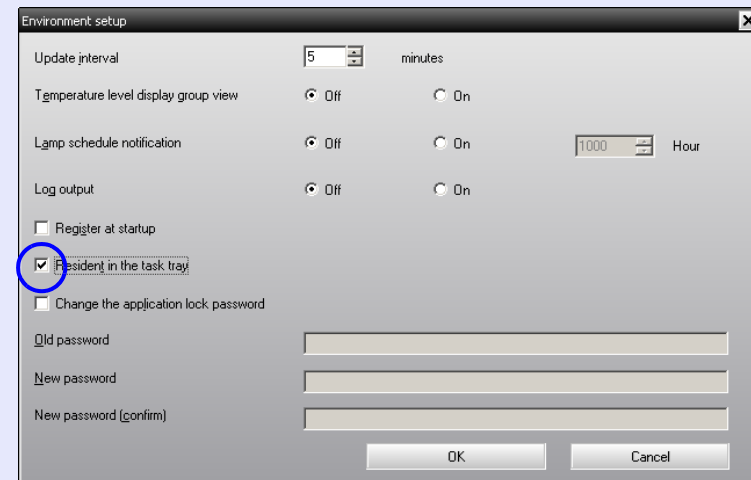 Environment setup
Update interval 5 minutes
Temperature level display group view Off On
Lamp schedule notification Off On 1000 Hour
Log output Off On
Register at startup
Resident in the task tray
Change the application lock password
Old password
New password
New password (confirm)
OK Cancel